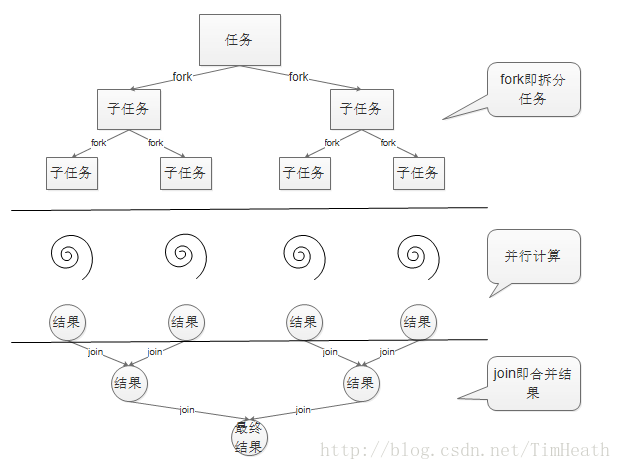 任务
fork
fork
fork即拆分
任务
子任务
子任务
fork
fork
fork
fork
子任务
子任务
子任务
子任务
并行计算
结果
结果
结果
结果
join
join
join
join
结果
结果
join即合并结
果
join
join
最终
结果
http://blog.csdn.net/TimHeath